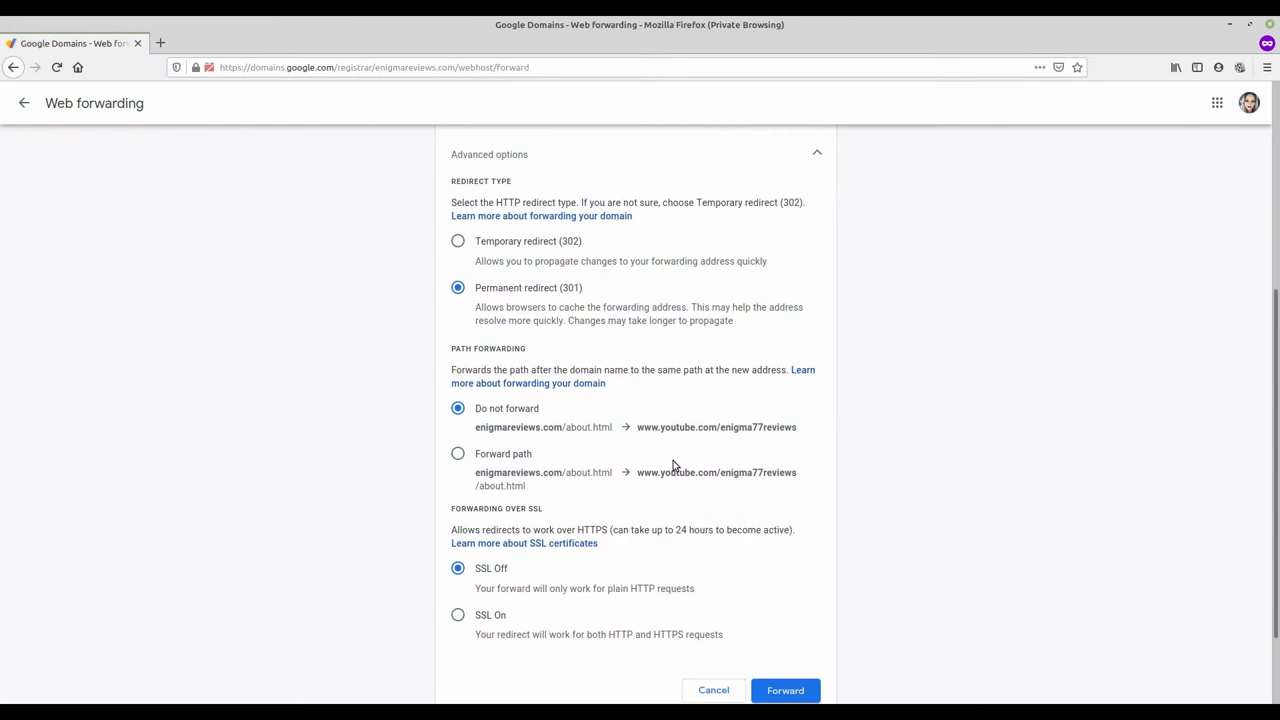 Google Domains - Web forwarding - Mozilla Firefox (Private Browsing)
Google Domains - Web for
https://domains.google.com/registrar/enigmareviews.com/webhost/forward
Web forwarding
Advanced options
REDIRECT TYPE
Select the HTTP redirect type. If you are not sure, choose Temporary redirect (302).
Learn more about forwarding your domain
Temporary redirect (302)
Allows you to propagate changes to your forwarding address quickly
Permanent redirect (301)
Allows browsers to cache the forwarding address. This may help the address
resolve more quickly. Changes may take longer to propagate
PATH FORWARDING
Forwards the path after the domain name to the same path at the new address. Learn
more about forwarding your domain
Do not forward
enigmareviews.com/about.html → www.youtube.com/enigma77reviews
Forward path
enigmareviews.com/about.html → www.youtube.com/enigma77reviews
/about.html
FORWARDING OVER SSL
Allows redirects to work over HTTPS (can take up to 24 hours to become active).
Learn more about SSL certificates
SSL Off
Your forward will only work for plain HTTP requests
SSL On
Your redirect will work for both HTTP and HTTPS requests
Cancel
Forward